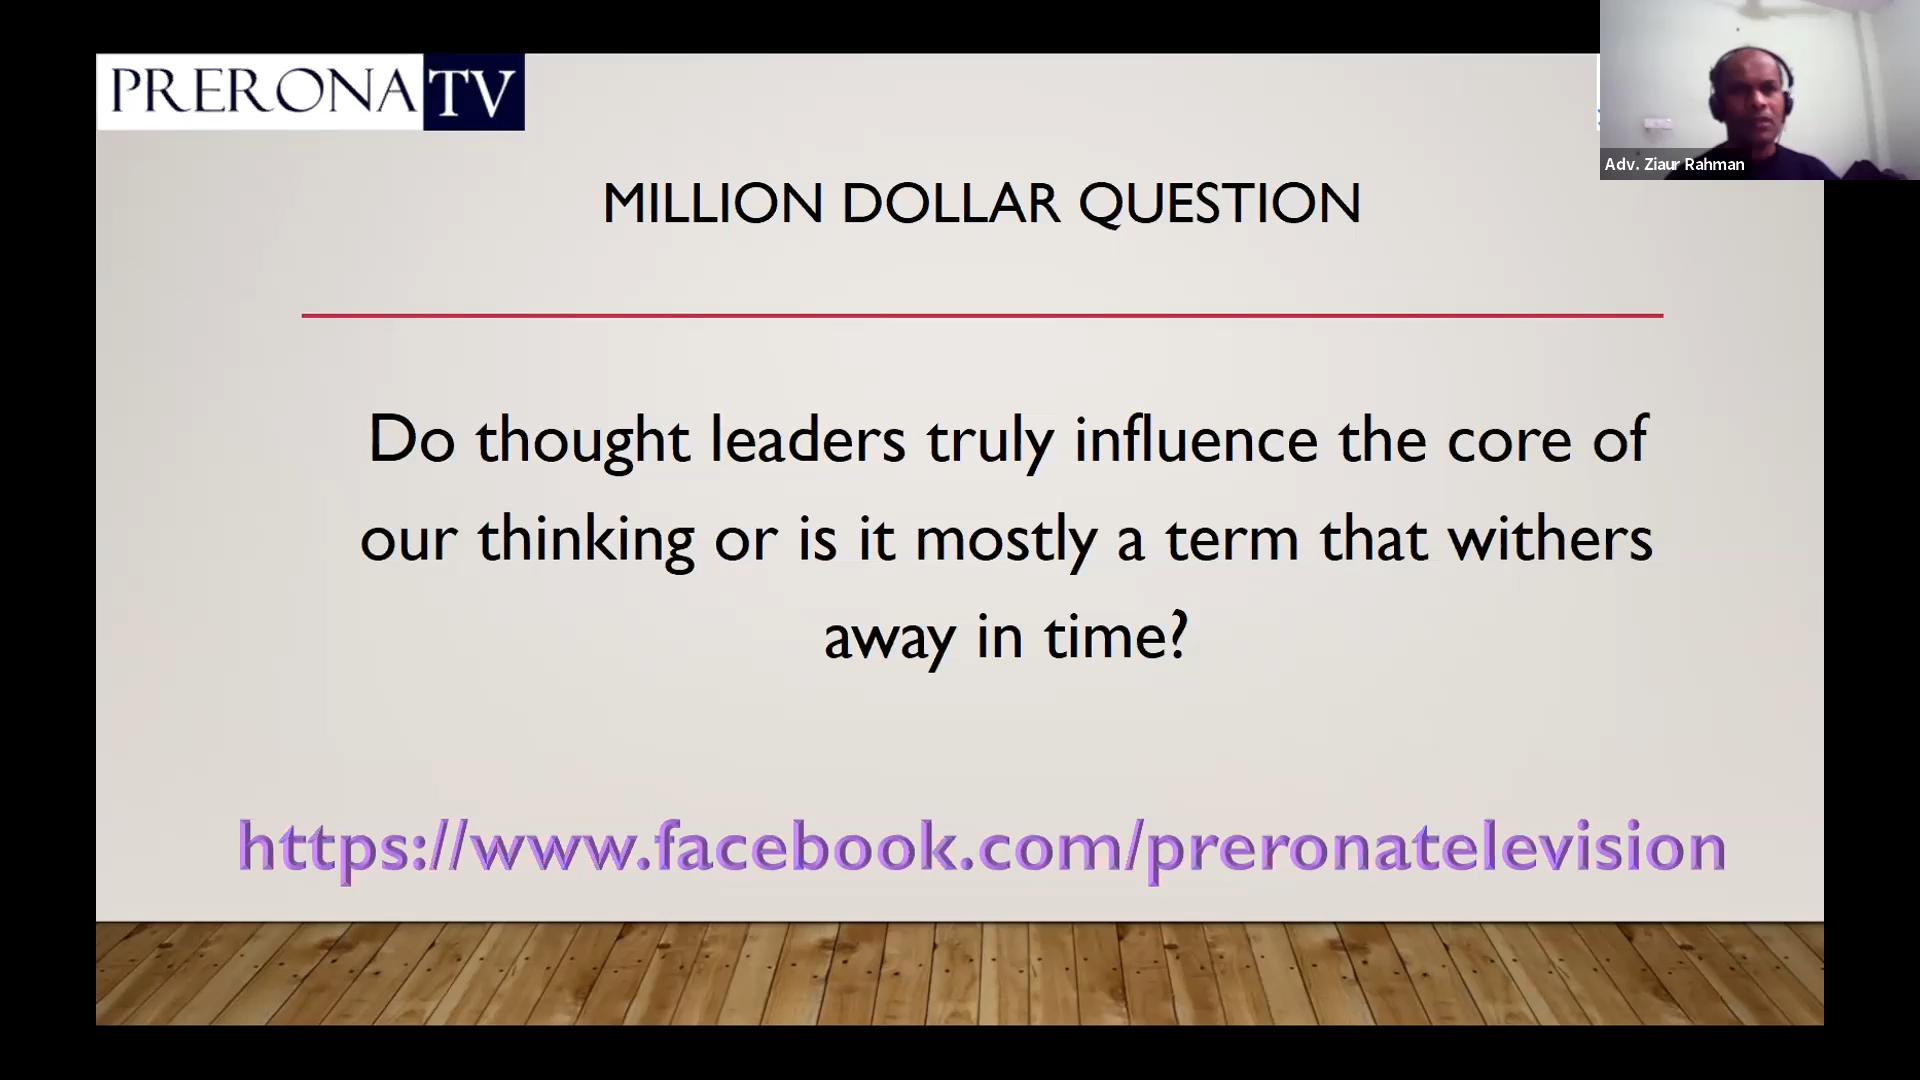 PRERONA TV
Adv. Ziaur Rahman
MILLION DOLLAR QUESTION
Do thought leaders truly influence the core of
our thinking or is it mostly a term that withers
away in time?
https://www.facebook.com/preronatelevision